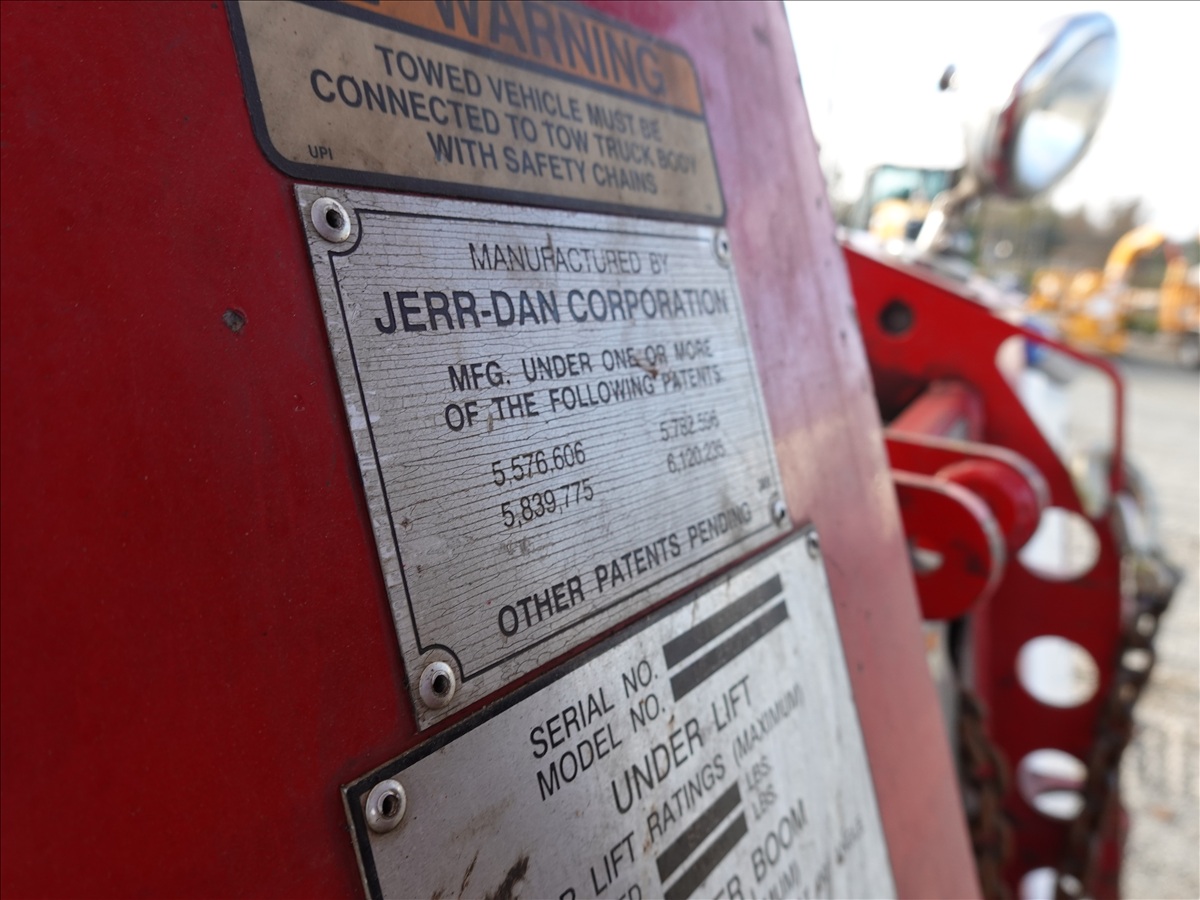 WARNING
TOWED VEHICLE MUST BE
CONNECTED TO TOW TRUCK BODY
WITH SAFETY CHAINS
UPI
MANUFACTURED BY
JERR-DAN CORPORATION
MFG. UNDER ONE OR MORE
OF THE FOLLOWING PATENTS.
5,576,606 5,782,596
5,839,775 6,120,235
OTHER PATENTS PENDING
SERIAL NO.
MODEL NO.
UNDER LIFT
LIFT RATINGS (MAXIMUM)
LBS.
LBS.
BOOM